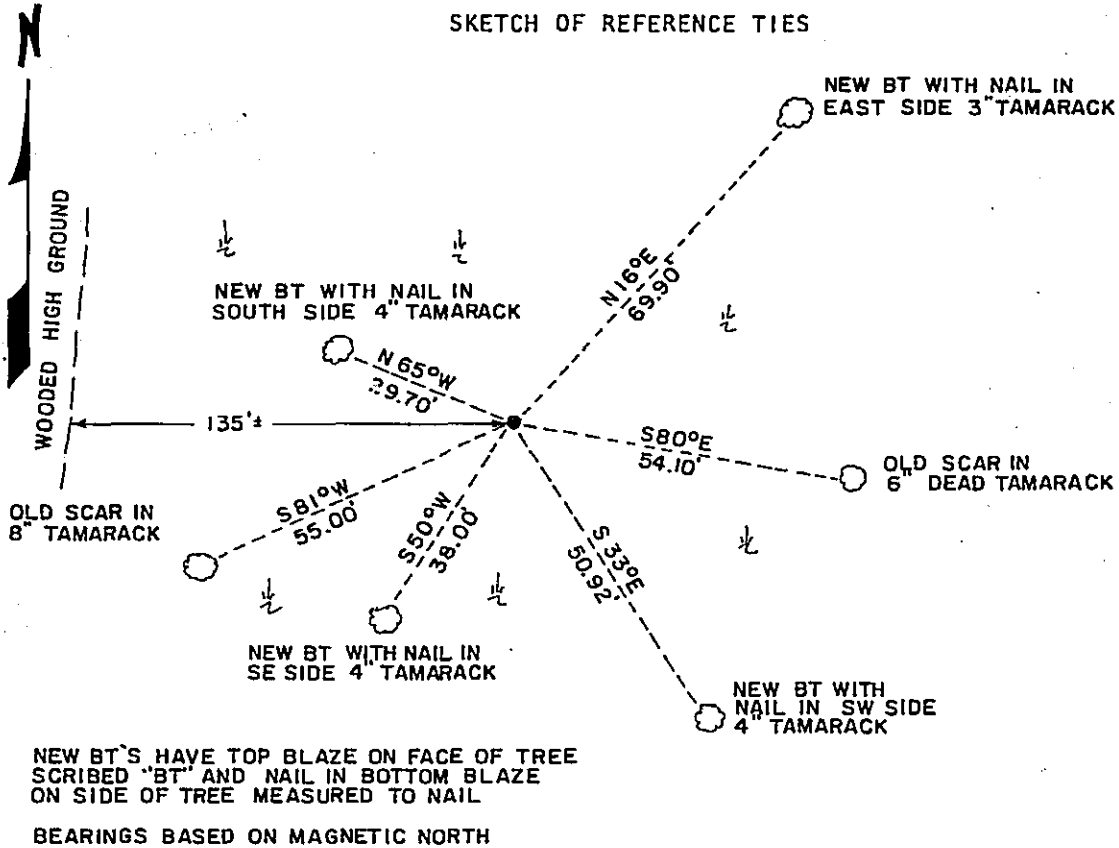 N
SKETCH OF REFERENCE TIES
NEW BT WITH NAIL IN
EAST SIDE 3" TAMARACK
WOODED HIGH GROUND
NEW BT WITH NAIL IN
SOUTH SIDE 4" TAMARACK
N16°E
69.90'
N 65°W
29.70'
135'±
S80°E
54.10'
OLD SCAR IN
6" DEAD TAMARACK
OLD SCAR IN
8" TAMARACK
S81°W
55.00'
S50°W
38.00'
S 33°E
50.92'
NEW BT WITH NAIL IN
SE SIDE 4" TAMARACK
NEW BT WITH
NAIL IN SW SIDE
4" TAMARACK
NEW BT'S HAVE TOP BLAZE ON FACE OF TREE
SCRIBED "BT" AND NAIL IN BOTTOM BLAZE
ON SIDE OF TREE MEASURED TO NAIL
BEARINGS BASED ON MAGNETIC NORTH